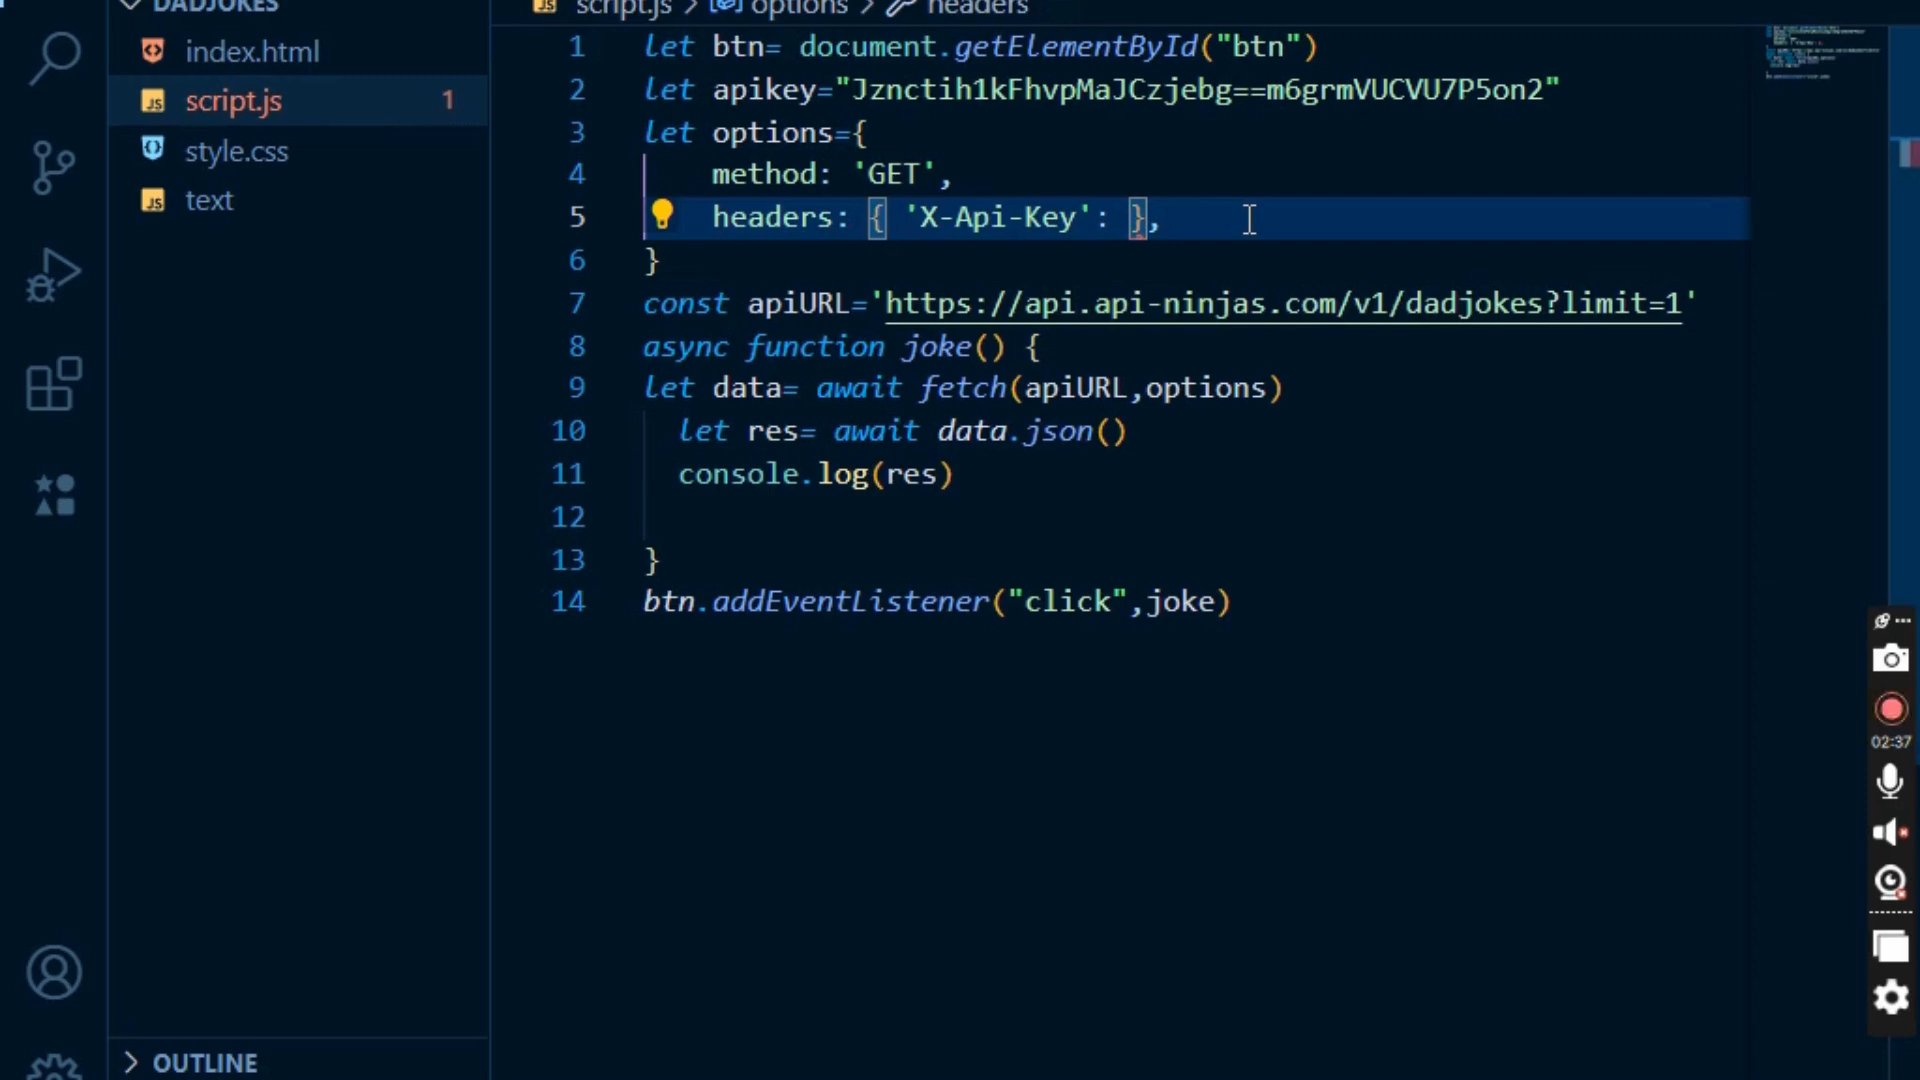 DADJOKES
index.html
script.js 1
style.css
JS text
OUTLINE
JS script.js > options > headers
1 let btn= document.getElementById("btn")
2 let apikey="Jznctih1kFhvpMaJCzjebg==m6grmVUCVU7P5on2"
3 let options={
4 method: 'GET',
5 headers: { 'X-Api-Key': },
6 }
7 const apiURL='https://api.api-ninjas.com/v1/dadjokes?limit=1'
8 async function joke() {
9 let data= await fetch(apiURL,options)
10 let res= await data.json()
11 console.log(res)
12
13 }
14 btn.addEventListener("click",joke)
02:37